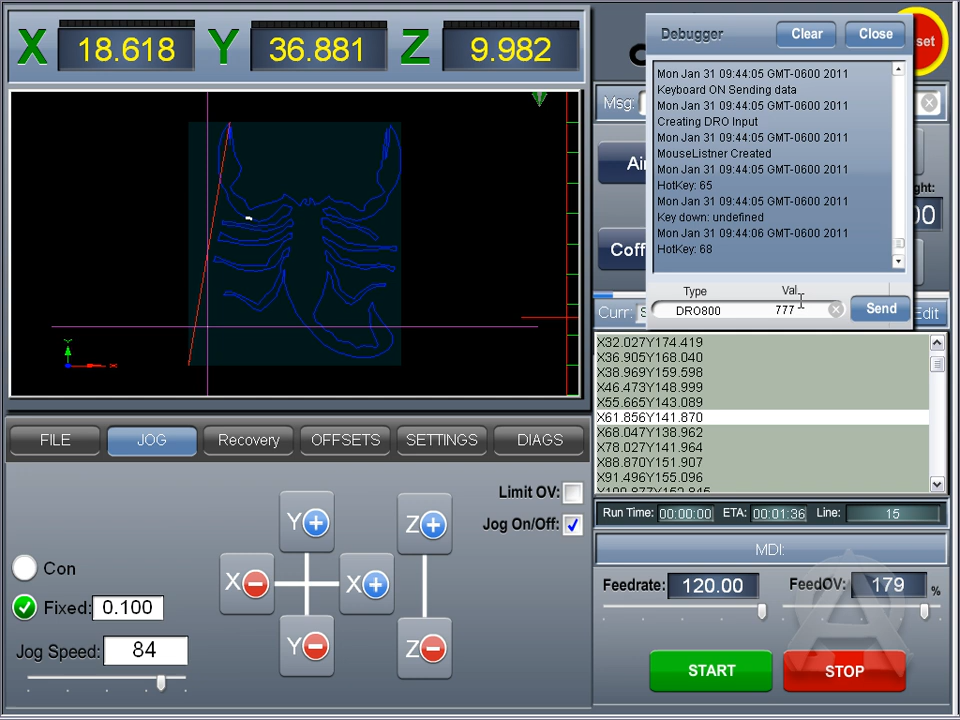 X 18.618 Y 36.881 Z 9.982
Debugger Clear Close
set
Msg:
Mon Jan 31 09:44:05 GMT-0600 2011
Keyboard ON Sending data
Mon Jan 31 09:44:05 GMT-0600 2011
Creating DRO Input
Mon Jan 31 09:44:05 GMT-0600 2011
MouseListner Created
Mon Jan 31 09:44:05 GMT-0600 2011
HotKey: 65
Mon Jan 31 09:44:05 GMT-0600 2011
Key down: undefined
Mon Jan 31 09:44:06 GMT-0600 2011
HotKey: 68
Type Val
DRO800 777 Send
Curr: S Edit
X32.027Y174.419
X36.905Y168.040
X38.969Y159.598
X46.473Y148.999
X55.665Y143.089
X61.856Y141.870
X68.047Y138.962
X78.027Y141.964
X88.870Y151.907
X91.496Y155.096
X100.877Y152.845
Run Time: 00:00:00 ETA: 00:01:36 Line: 15
FILE JOG Recovery OFFSETS SETTINGS DIAGS
Limit OV:
Jog On/Off:
Y
Z
X
X
Y
Z
Con
Fixed: 0.100
Jog Speed: 84
MDI:
Feedrate: 120.00 FeedOV: 179 %
START STOP